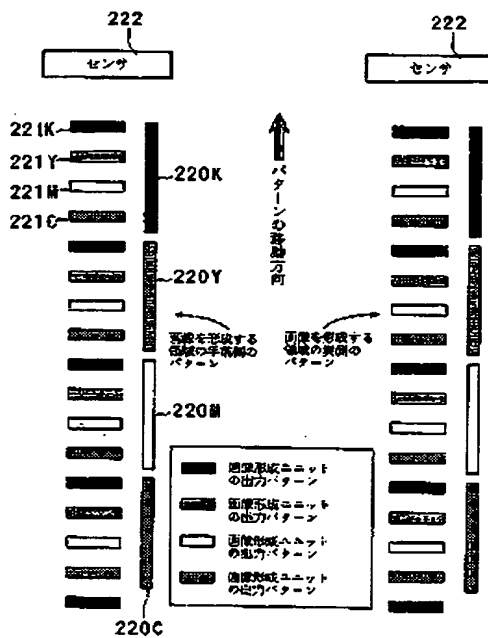 222
センサ
222
センサ
221K
221Y
221M
221C
220K
220Y
パターンの移動方向
画像を形成する
領域の手前側の
パターン
画像を形成する
領域の奥側の
パターン
220M
画像形成ユニット
の出力パターン
画像形成ユニット
の出力パターン
画像形成ユニット
の出力パターン
画像形成ユニット
の出力パターン
220C